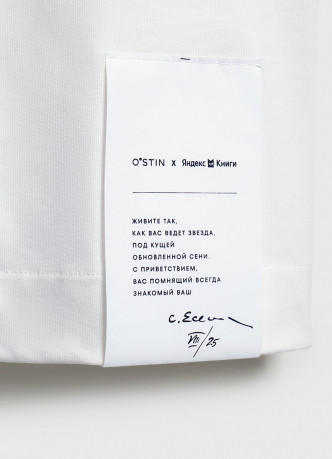 O'STIN X Яндекс Книги
ЖИВИТЕ ТАК,
КАК ВАС ВЕДЕТ ЗВЕЗДА,
ПОД КУЩЕЙ
ОБНОВЛЕННОЙ СЕНИ.
С ПРИВЕТСТВИЕМ,
ВАС ПОМНЯЩИЙ ВСЕГДА
ЗНАКОМЫЙ ВАШ
С. Есени
VIII/25